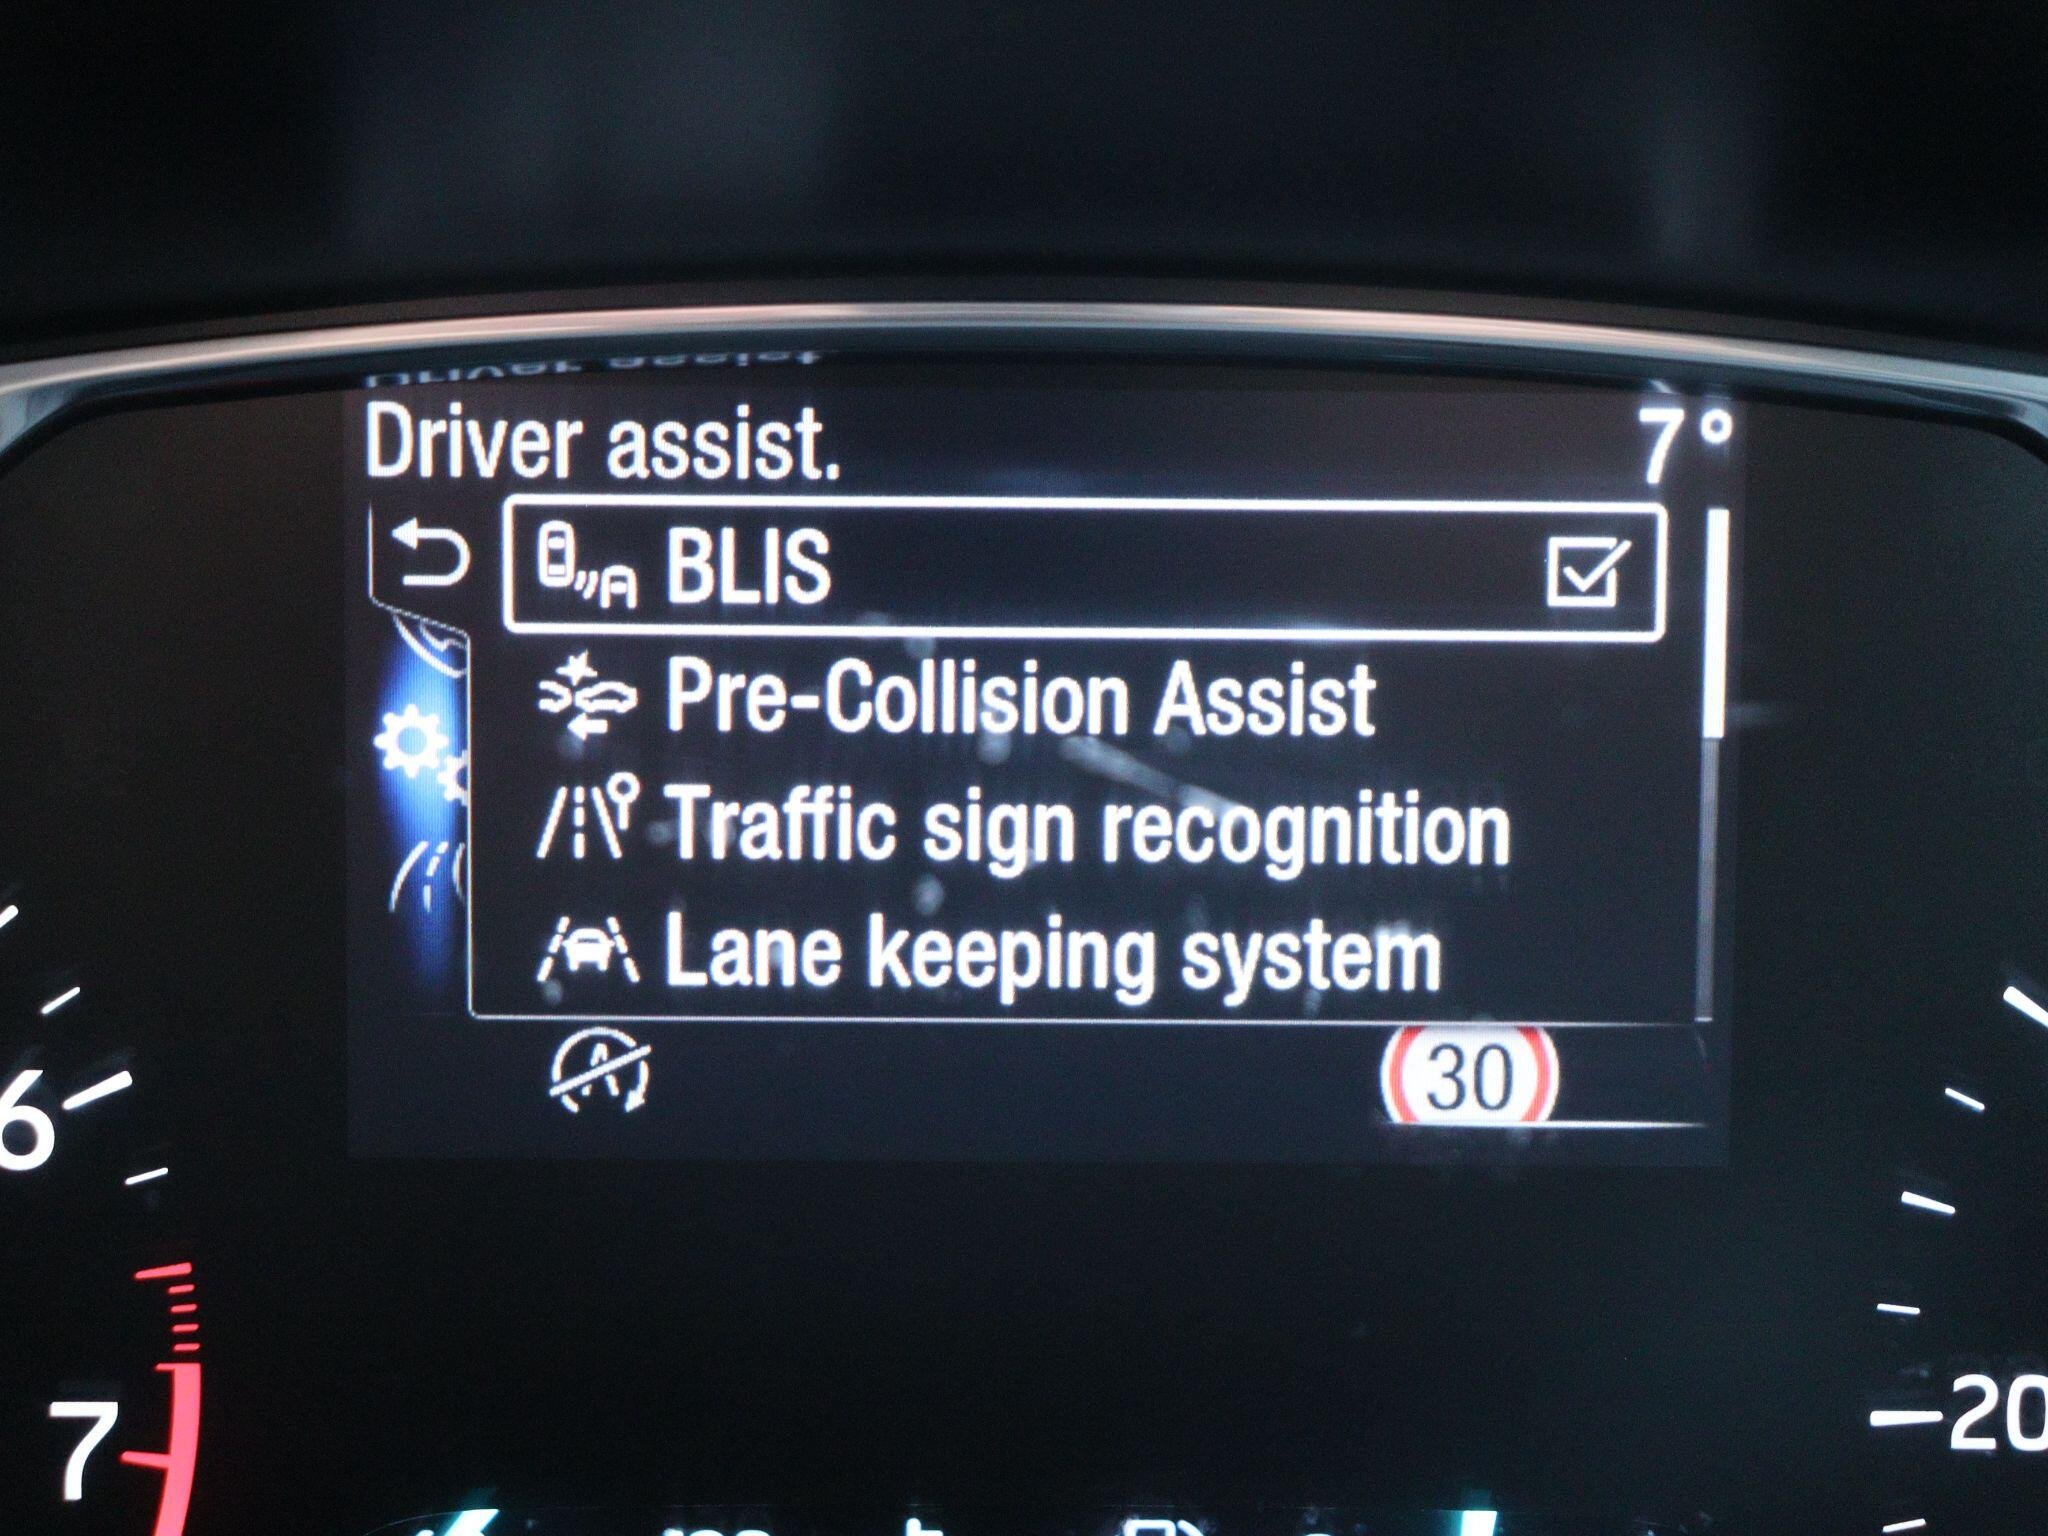 Driver assist.
7°
BLIS
Pre-Collision Assist
Traffic sign recognition
Lane keeping system
A
30
6
7
20